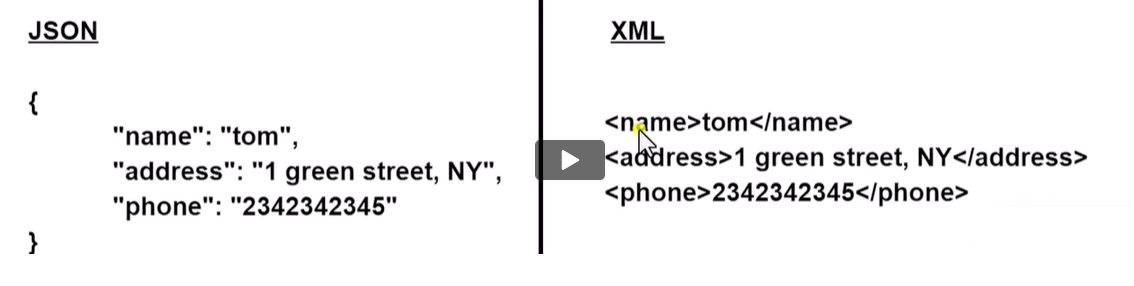 JSON
{
"name": "tom",
"address": "1 green street, NY",
"phone": "2342342345"
}
XML
<name>tom</name>
<address>1 green street, NY</address>
<phone>2342342345</phone>